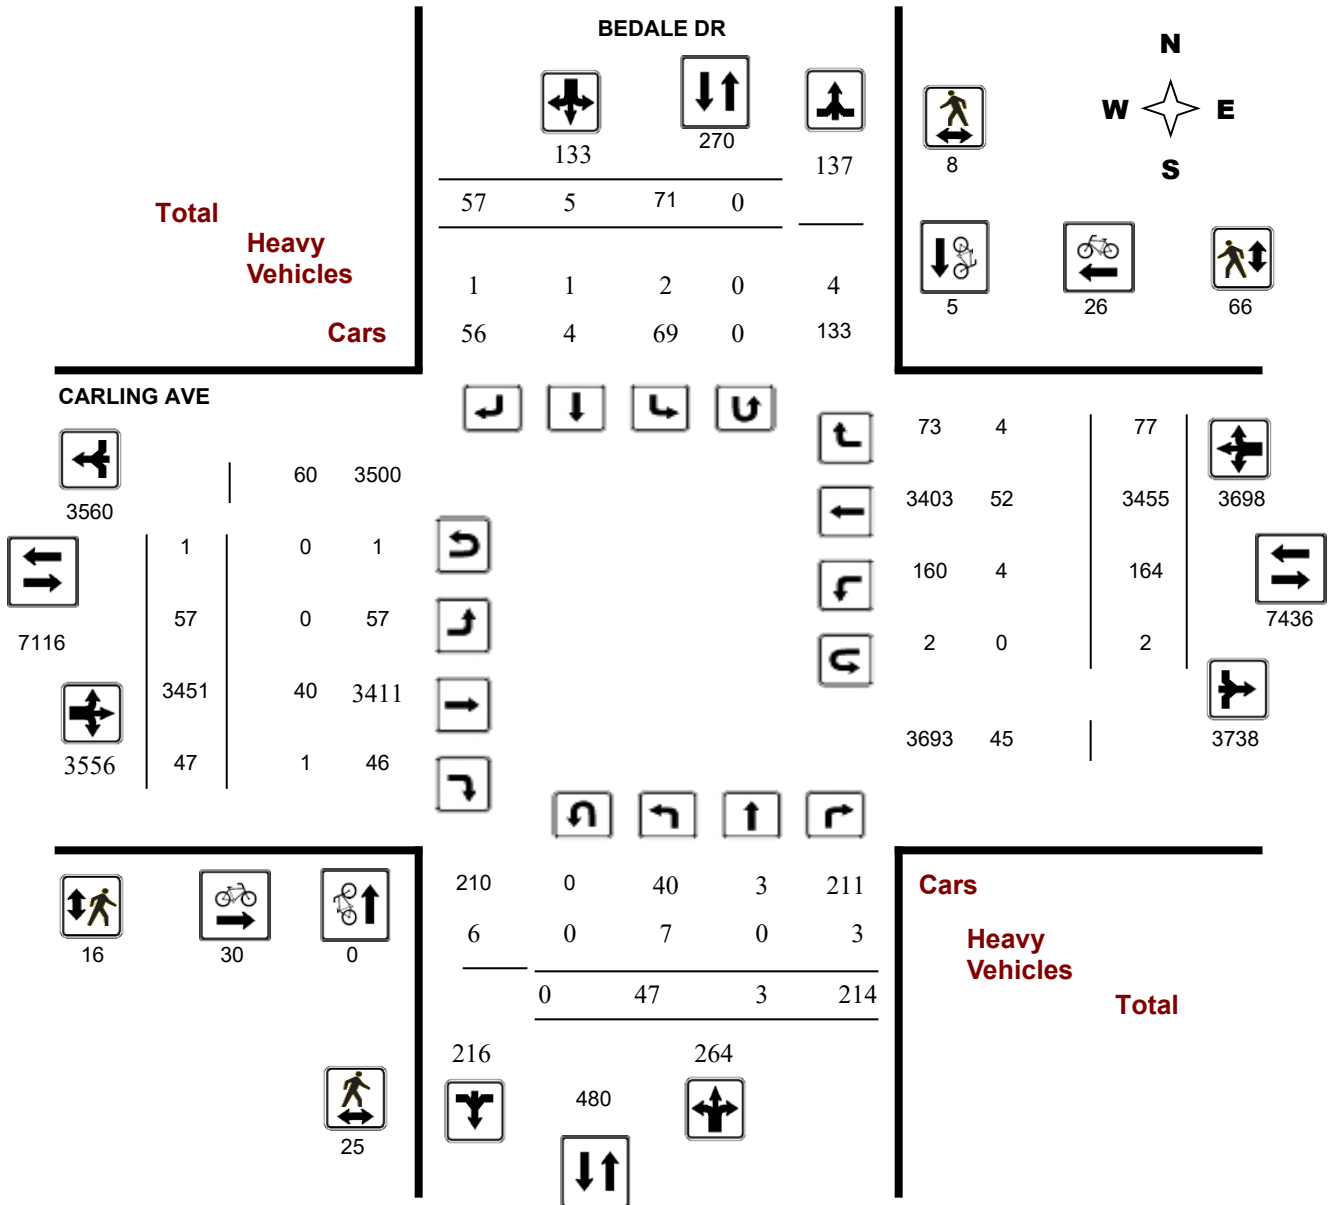 BEDALE DR
N
W E
S
133 270 137 8
57 5 71 0
Total
Heavy
Vehicles
1 1 2 0 4
5 26 66
Cars
56 4 69 0 133
CARLING AVE
73 4 77
60 3500
3560
3403 52 3455 3698
1 0 1
160 4 164
57 0 57
7116
7436
2 0 2
3451 40 3411
3693 45 3738
3556 47 1 46
210 0 40 3 211
Cars
6 0 7 0 3
Heavy
Vehicles
16 30 0
0 47 3 214
Total
216 264
480
25